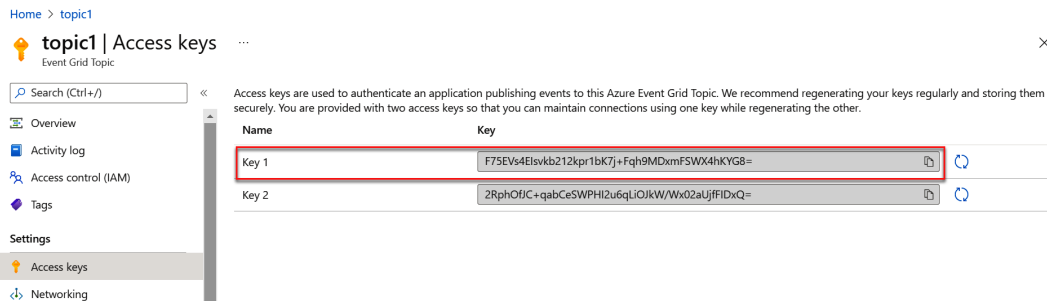 Home > topic1
topic1 | Access keys ...
Event Grid Topic
Search (Ctrl+/)
«
Overview
Activity log
Access control (IAM)
Tags
Settings
Access keys
Networking
Access keys are used to authenticate an application publishing events to this Azure Event Grid Topic. We recommend regenerating your keys regularly and storing them
securely. You are provided with two access keys so that you can maintain connections using one key while regenerating the other.
Name Key
Key 1 F75EVs4EIsvkb212kpr1bK7j+Fqh9MDxmFSWX4hKYG8=
Key 2 2RphOfJC+qabCeSWPHI2u6qLiOJkW/Wx02aUjfFIDxQ=